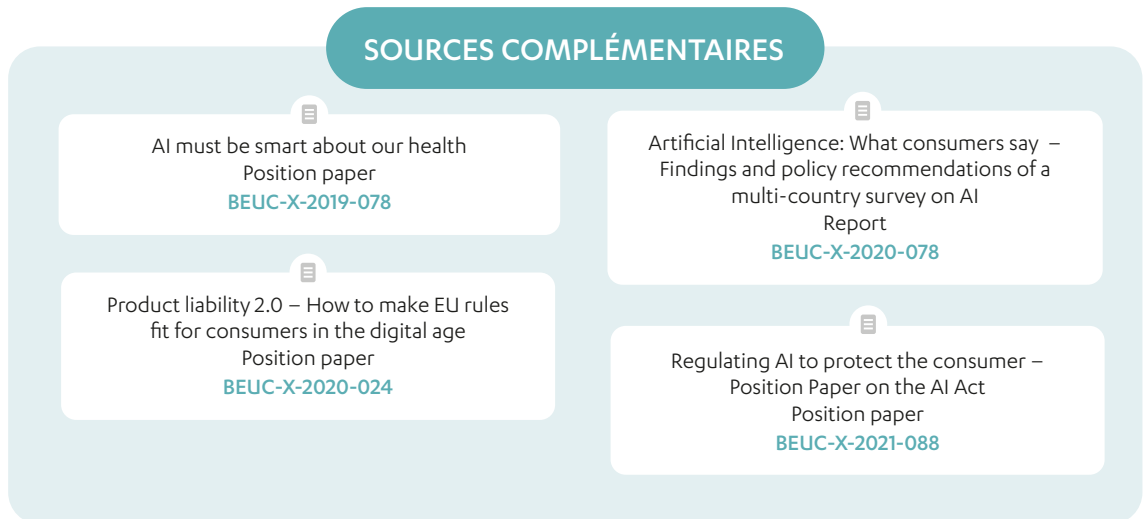 SOURCES COMPLÉMENTAIRES
AI must be smart about our health
Position paper
BEUC-X-2019-078
Product liability 2.0 – How to make EU rules
fit for consumers in the digital age
Position paper
BEUC-X-2020-024
Artificial Intelligence: What consumers say –
Findings and policy recommendations of a
multi-country survey on AI
Report
BEUC-X-2020-078
Regulating AI to protect the consumer –
Position Paper on the AI Act
Position paper
BEUC-X-2021-088